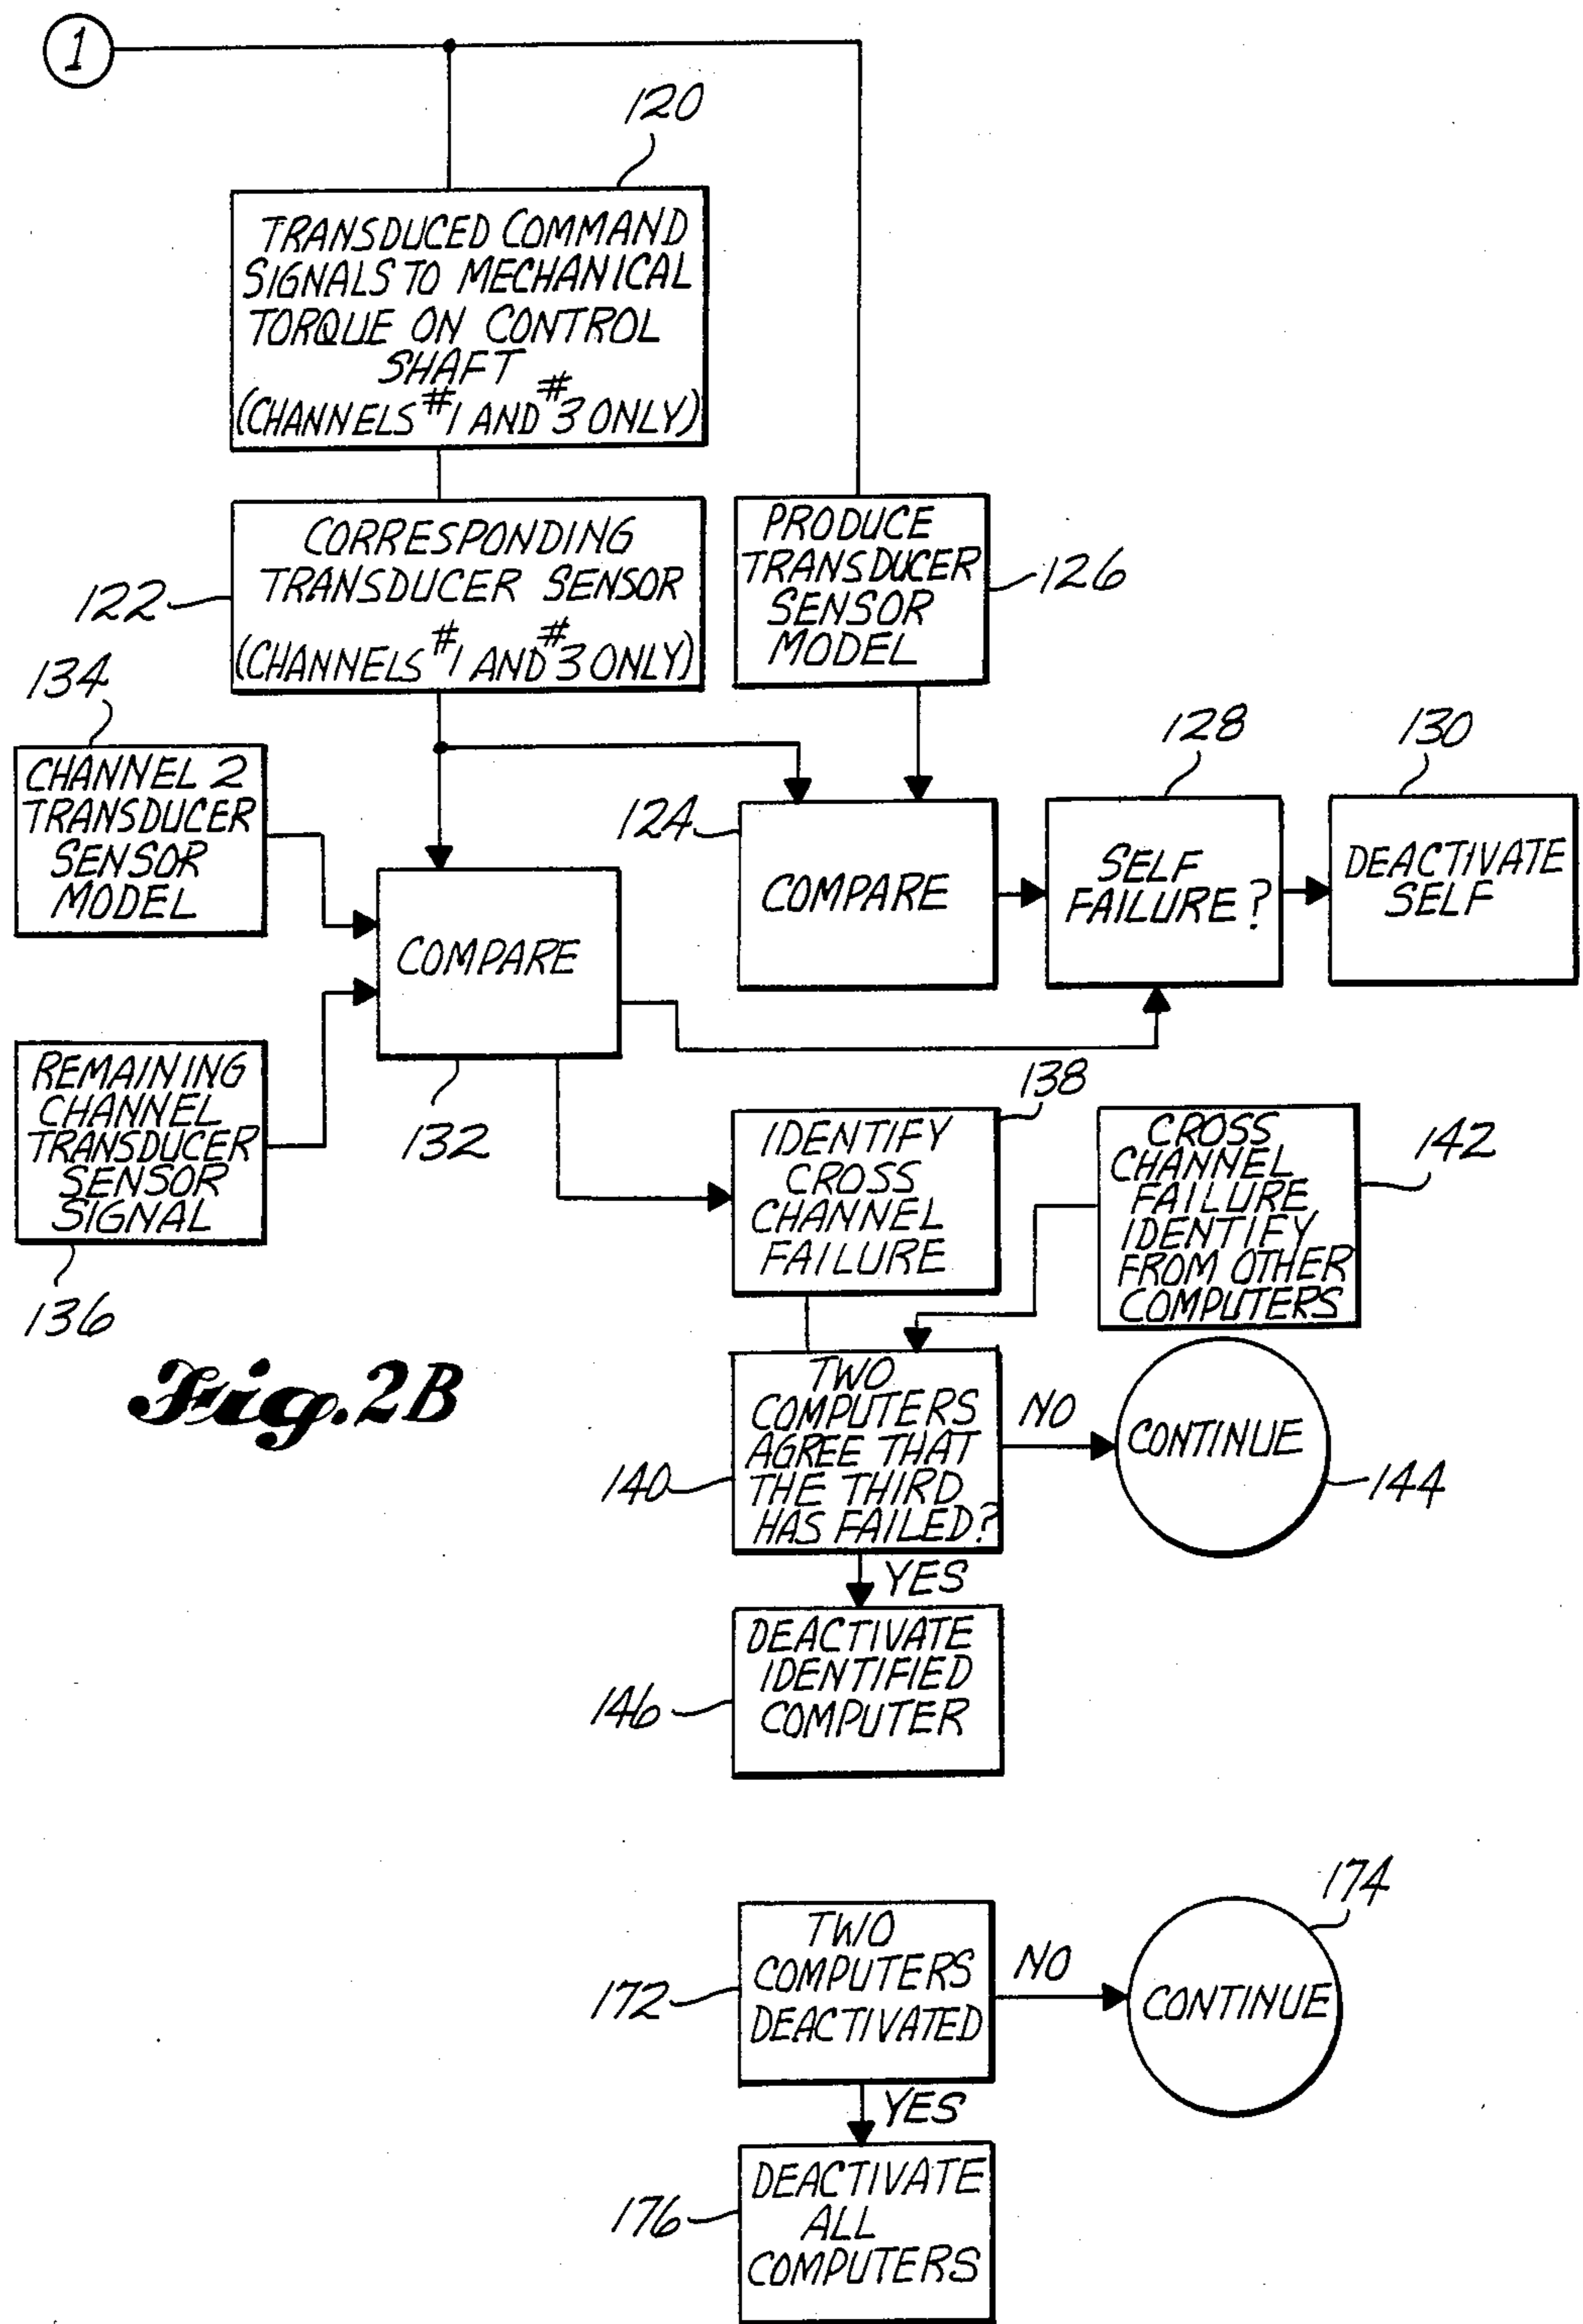 1
120
TRANSDUCED COMMAND
SIGNALS TO MECHANICAL
TORQUE ON CONTROL
SHAFT
(CHANNELS #1 AND #3 ONLY)
CORRESPONDING
TRANSDUCER SENSOR
(CHANNELS #1 AND #3 ONLY)
122
PRODUCE
TRANSDUCER
SENSOR
MODEL
126
134
CHANNEL 2
TRANSDUCER
SENSOR
MODEL
124
COMPARE
128
SELF
FAILURE?
130
DEACTIVATE
SELF
COMPARE
132
REMAINING
CHANNEL
TRANSDUCER
SENSOR
SIGNAL
136
138
IDENTIFY
CROSS
CHANNEL
FAILURE
CROSS
CHANNEL
FAILURE
IDENTIFY
FROM OTHER
COMPUTERS
142
Fig. 2B
TWO
COMPUTERS
AGREE THAT
THE THIRD
HAS FAILED?
140
NO
CONTINUE
144
YES
DEACTIVATE
IDENTIFIED
COMPUTER
146
TWO
COMPUTERS
DEACTIVATED
172
NO
CONTINUE
174
YES
DEACTIVATE
ALL
COMPUTERS
176